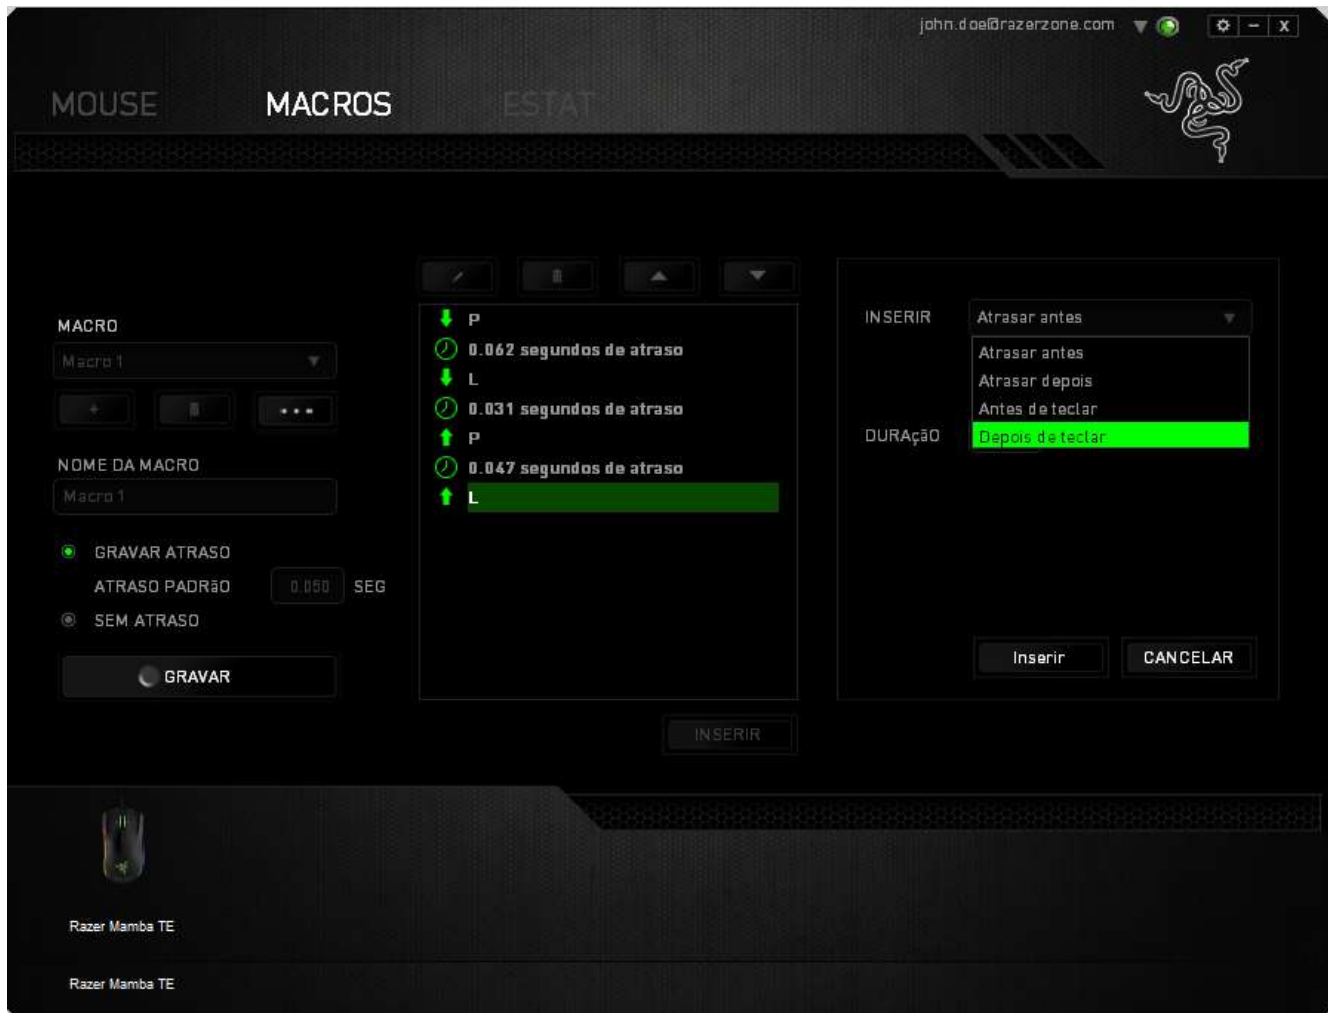 john.doe@razerzone.com
MOUSE MACROS ESTAT
MACRO
Macro 1
NOME DA MACRO
Macro 1
GRAVAR ATRASO
ATRASO PADRãO 0.050 SEG
SEM ATRASO
GRAVAR
P
0.062 segundos de atraso
L
0.031 segundos de atraso
P
0.047 segundos de atraso
L
INSERIR
INSERIR Atrasar antes
Atrasar antes
Atrasar depois
Antes de teclar
DURAçãO Depois de teclar
Inserir CANCELAR
Razer Mamba TE
Razer Mamba TE